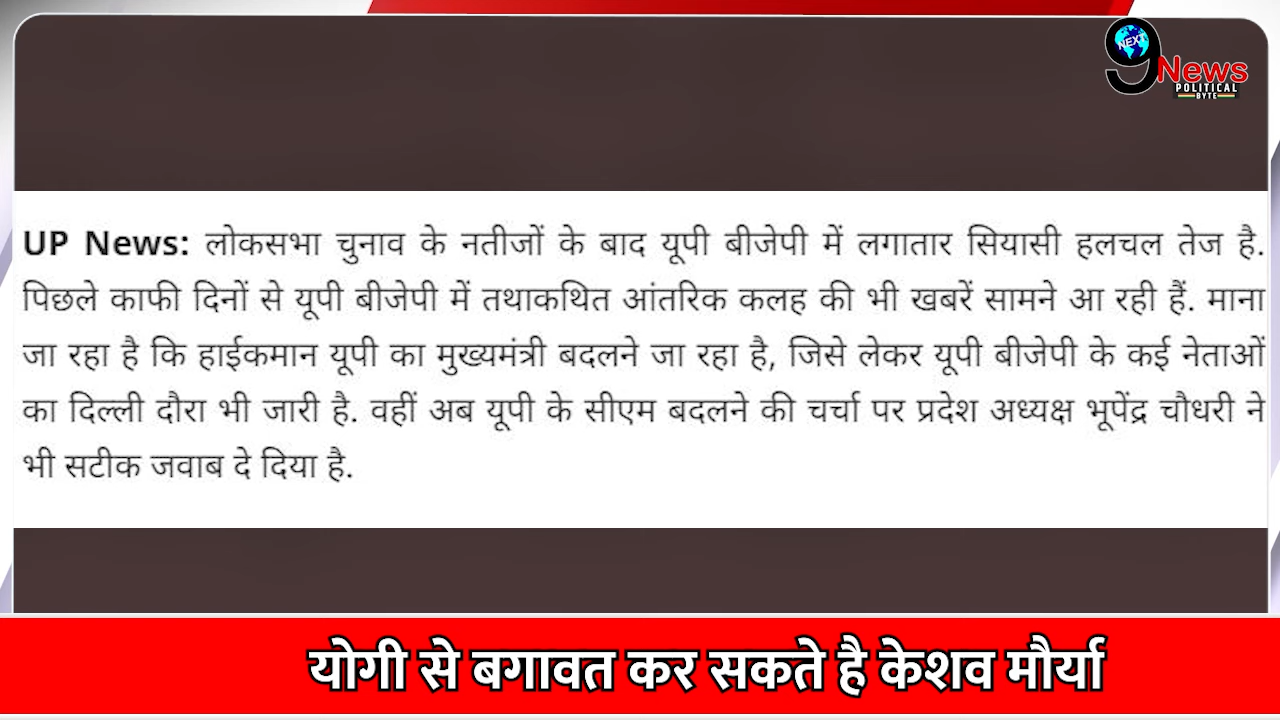 NEXT
9News
POLITICAL
BYTE
UP News: लोकसभा चुनाव के नतीजों के बाद यूपी बीजेपी में लगातार सियासी हलचल तेज है.
पिछले काफी दिनों से यूपी बीजेपी में तथाकथित आंतरिक कलह की भी खबरें सामने आ रही हैं. माना
जा रहा है कि हाईकमान यूपी का मुख्यमंत्री बदलने जा रहा है, जिसे लेकर यूपी बीजेपी के कई नेताओं
का दिल्ली दौरा भी जारी है. वहीं अब यूपी के सीएम बदलने की चर्चा पर प्रदेश अध्यक्ष भूपेंद्र चौधरी ने
भी सटीक जवाब दे दिया है.
योगी से बगावत कर सकते है केशव मौर्या